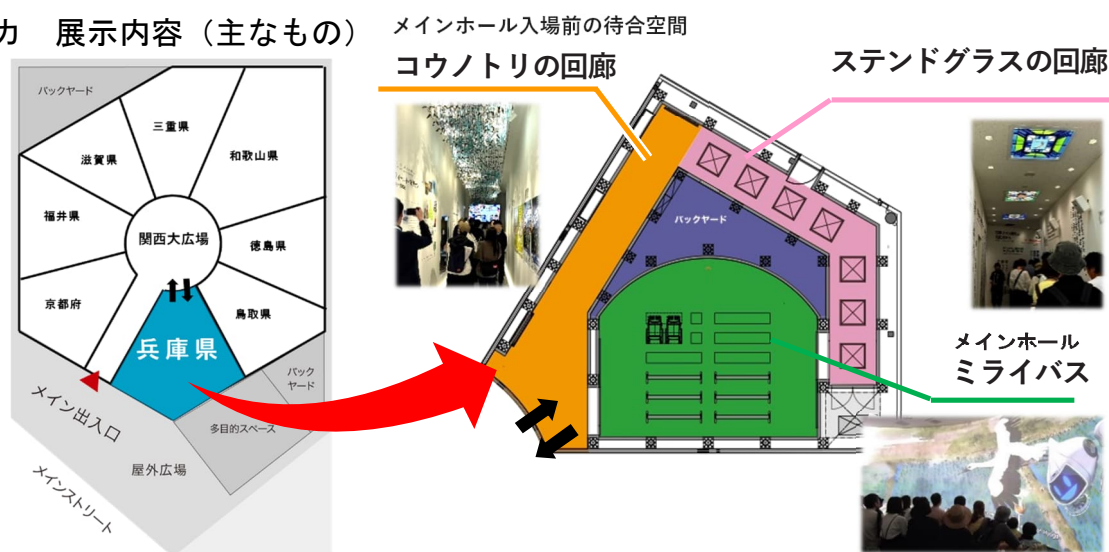 カ　展示内容（主なもの）
メインホール入場前の待合空間
コウノトリの回廊
ステンドグラスの回廊
バックヤード
三重県
滋賀県
和歌山県
福井県
関西大広場
徳島県
京都府
鳥取県
兵庫県
バック
ヤード
メイン出入口
多目的スペース
屋外広場
メインストリート
バックヤード
メインホール
ミライバス